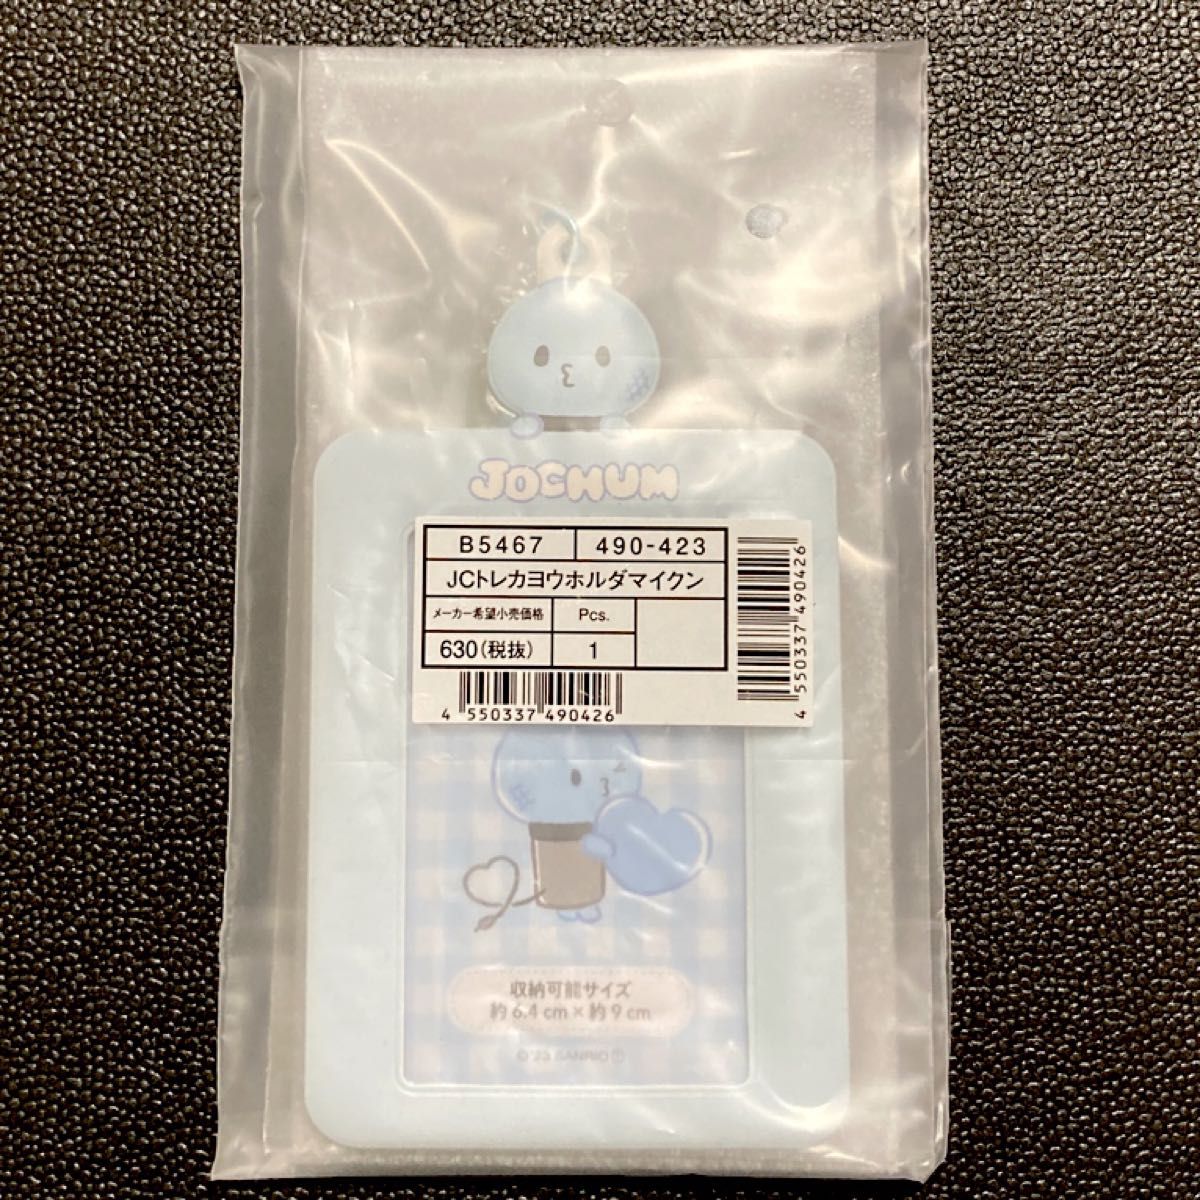 JOCHUM
B5467 490-423
JCトレカヨウホルダマイクン
メーカー希望小売価格 Pcs.
630(税抜) 1
4 550337 490426
4 550337 490426
収納可能サイズ
約6.4cm×約9cm
©'23 SANRIO